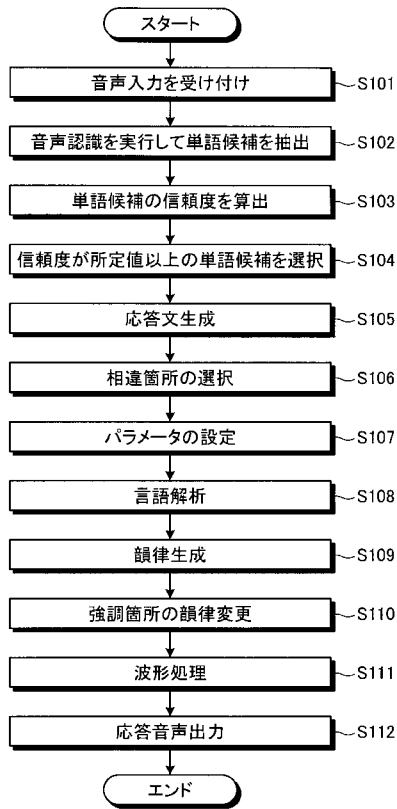 スタート
音声入力を受け付け S101
音声認識を実行して単語候補を抽出 S102
単語候補の信頼度を算出 S103
信頼度が所定値以上の単語候補を選択 S104
応答文生成 S105
相違箇所の選択 S106
パラメータの設定 S107
言語解析 S108
韻律生成 S109
強調箇所の韻律変更 S110
波形処理 S111
応答音声出力 S112
エンド